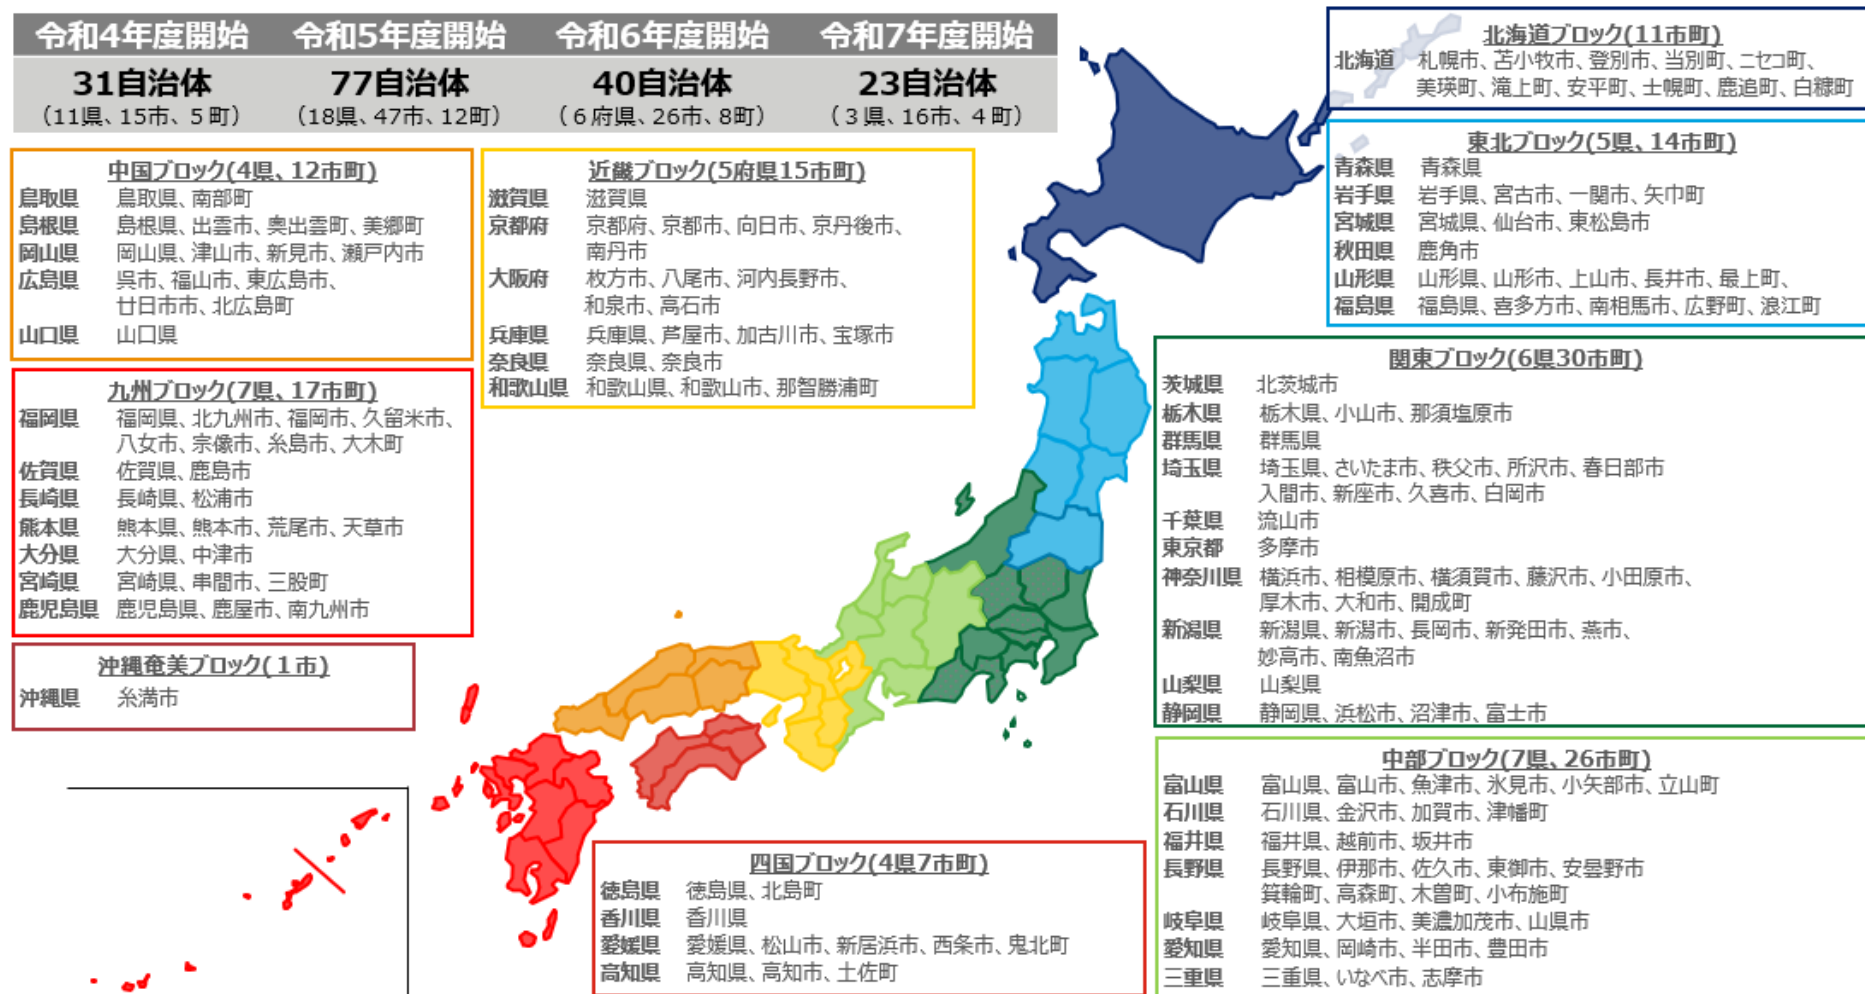 令和4年度開始 令和5年度開始 令和6年度開始 令和7年度開始
31自治体 77自治体 40自治体 23自治体
(11県、15市、5町) (18県、47市、12町) (6府県、26市、8町) (3県、16市、4町)
北海道ブロック(11市町)
北海道 札幌市、苫小牧市、登別市、当別町、ニセコ町、
美瑛町、滝上町、安平町、士幌町、鹿追町、白糠町
東北ブロック(5県、14市町)
青森県 青森県
岩手県 岩手県、宮古市、一関市、矢巾町
宮城県 宮城県、仙台市、東松島市
秋田県 鹿角市
山形県 山形県、山形市、上山市、長井市、最上町、
福島県 福島県、喜多方市、南相馬市、広野町、浪江町
中国ブロック(4県、12市町)
鳥取県 鳥取県、南部町
島根県 島根県、出雲市、奥出雲町、美郷町
岡山県 岡山県、津山市、新見市、瀬戸内市
広島県 呉市、福山市、東広島市、
廿日市市、北広島町
山口県 山口県
近畿ブロック(5府県15市町)
滋賀県 滋賀県
京都府 京都府、京都市、向日市、京丹後市、
南丹市
大阪府 枚方市、八尾市、河内長野市、
和泉市、高石市
兵庫県 兵庫県、芦屋市、加古川市、宝塚市
奈良県 奈良県、奈良市
和歌山県 和歌山県、和歌山市、那智勝浦町
関東ブロック(6県30市町)
茨城県 北茨城市
栃木県 栃木県、小山市、那須塩原市
群馬県 群馬県
埼玉県 埼玉県、さいたま市、秩父市、所沢市、春日部市
入間市、新座市、久喜市、白岡市
千葉県 流山市
東京都 多摩市
神奈川県 横浜市、相模原市、横須賀市、藤沢市、小田原市、
厚木市、大和市、開成町
新潟県 新潟県、新潟市、長岡市、新発田市、燕市、
妙高市、南魚沼市
山梨県 山梨県
静岡県 静岡県、浜松市、沼津市、富士市
九州ブロック(7県、17市町)
福岡県 福岡県、北九州市、福岡市、久留米市、
八女市、宗像市、糸島市、大木町
佐賀県 佐賀県、鹿島市
長崎県 長崎県、松浦市
熊本県 熊本県、熊本市、荒尾市、天草市
大分県 大分県、中津市
宮崎県 宮崎県、串間市、三股町
鹿児島県 鹿児島県、鹿屋市、南九州市
沖縄奄美ブロック(1市)
沖縄県 糸満市
中部ブロック(7県、26市町)
富山県 富山県、富山市、魚津市、氷見市、小矢部市、立山町
石川県 石川県、金沢市、加賀市、津幡町
福井県 福井県、越前市、坂井市
長野県 長野県、伊那市、佐久市、東御市、安曇野市
箕輪町、高森町、木曽町、小布施町
岐阜県 岐阜県、大垣市、美濃加茂市、山県市
愛知県 愛知県、岡崎市、半田市、豊田市
三重県 三重県、いなべ市、志摩市
四国ブロック(4県7市町)
徳島県 徳島県、北島町
香川県 香川県
愛媛県 愛媛県、松山市、新居浜市、西条市、鬼北町
高知県 高知県、高知市、土佐町